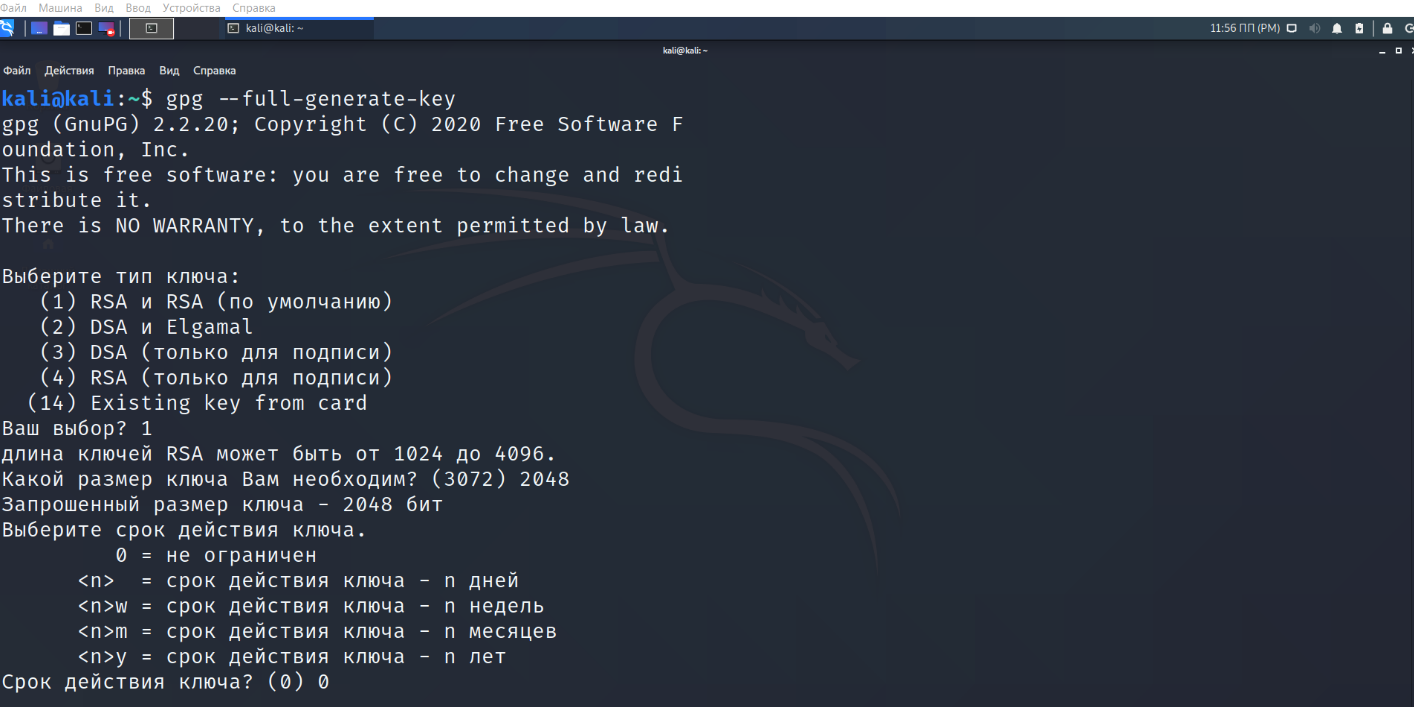 Файл Машина Вид Ввод Устройства Справка
kali@kali: ~ 11:56 ПП (PM)
kali@kali: ~
Файл Действия Правка Вид Справка
kali@kali:~$ gpg --full-generate-key
gpg (GnuPG) 2.2.20; Copyright (C) 2020 Free Software F
oundation, Inc.
This is free software: you are free to change and redi
stribute it.
There is NO WARRANTY, to the extent permitted by law.
Выберите тип ключа:
(1) RSA и RSA (по умолчанию)
(2) DSA и Elgamal
(3) DSA (только для подписи)
(4) RSA (только для подписи)
(14) Existing key from card
Ваш выбор? 1
длина ключей RSA может быть от 1024 до 4096.
Какой размер ключа Вам необходим? (3072) 2048
Запрошенный размер ключа - 2048 бит
Выберите срок действия ключа.
0 = не ограничен
<n> = срок действия ключа - n дней
<n>w = срок действия ключа - n недель
<n>m = срок действия ключа - n месяцев
<n>y = срок действия ключа - n лет
Срок действия ключа? (0) 0